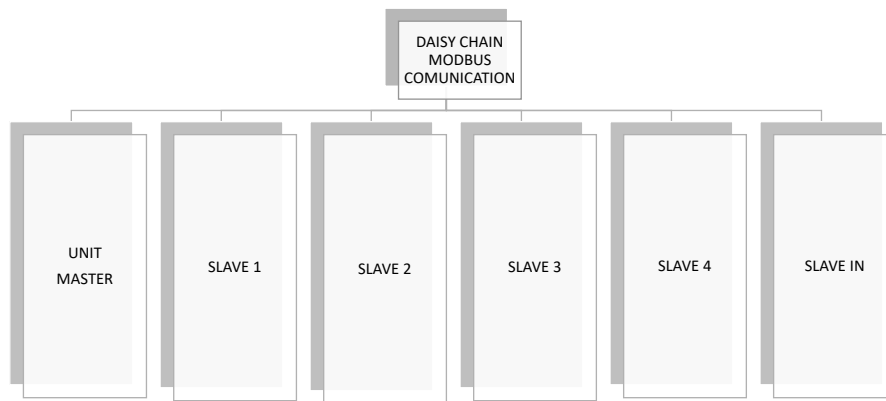 DAISY CHAIN
MODBUS
COMUNICATION
UNIT
MASTER
SLAVE 1
SLAVE 2
SLAVE 3
SLAVE 4
SLAVE IN